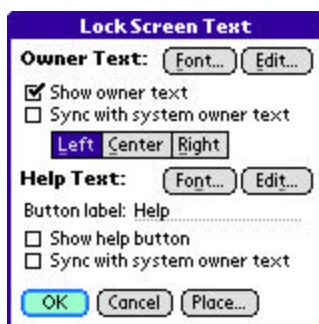 Lock Screen Text
Owner Text: Font... Edit...
Show owner text
Sync with system owner text
Left Center Right
Help Text: Font... Edit...
Button label: Help
Show help button
Sync with system owner text
OK Cancel Place...